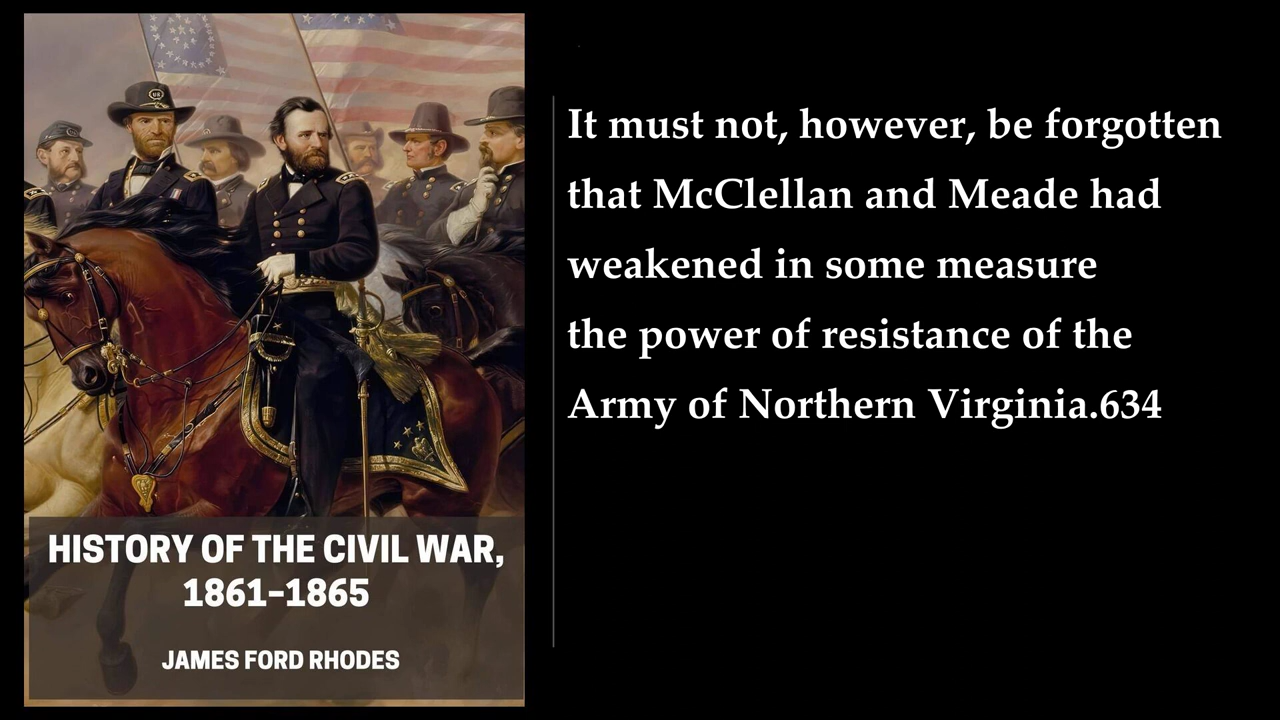 HISTORY OF THE CIVIL WAR,
1861–1865
JAMES FORD RHODES
It must not, however, be forgotten
that McClellan and Meade had
weakened in some measure
the power of resistance of the
Army of Northern Virginia.634